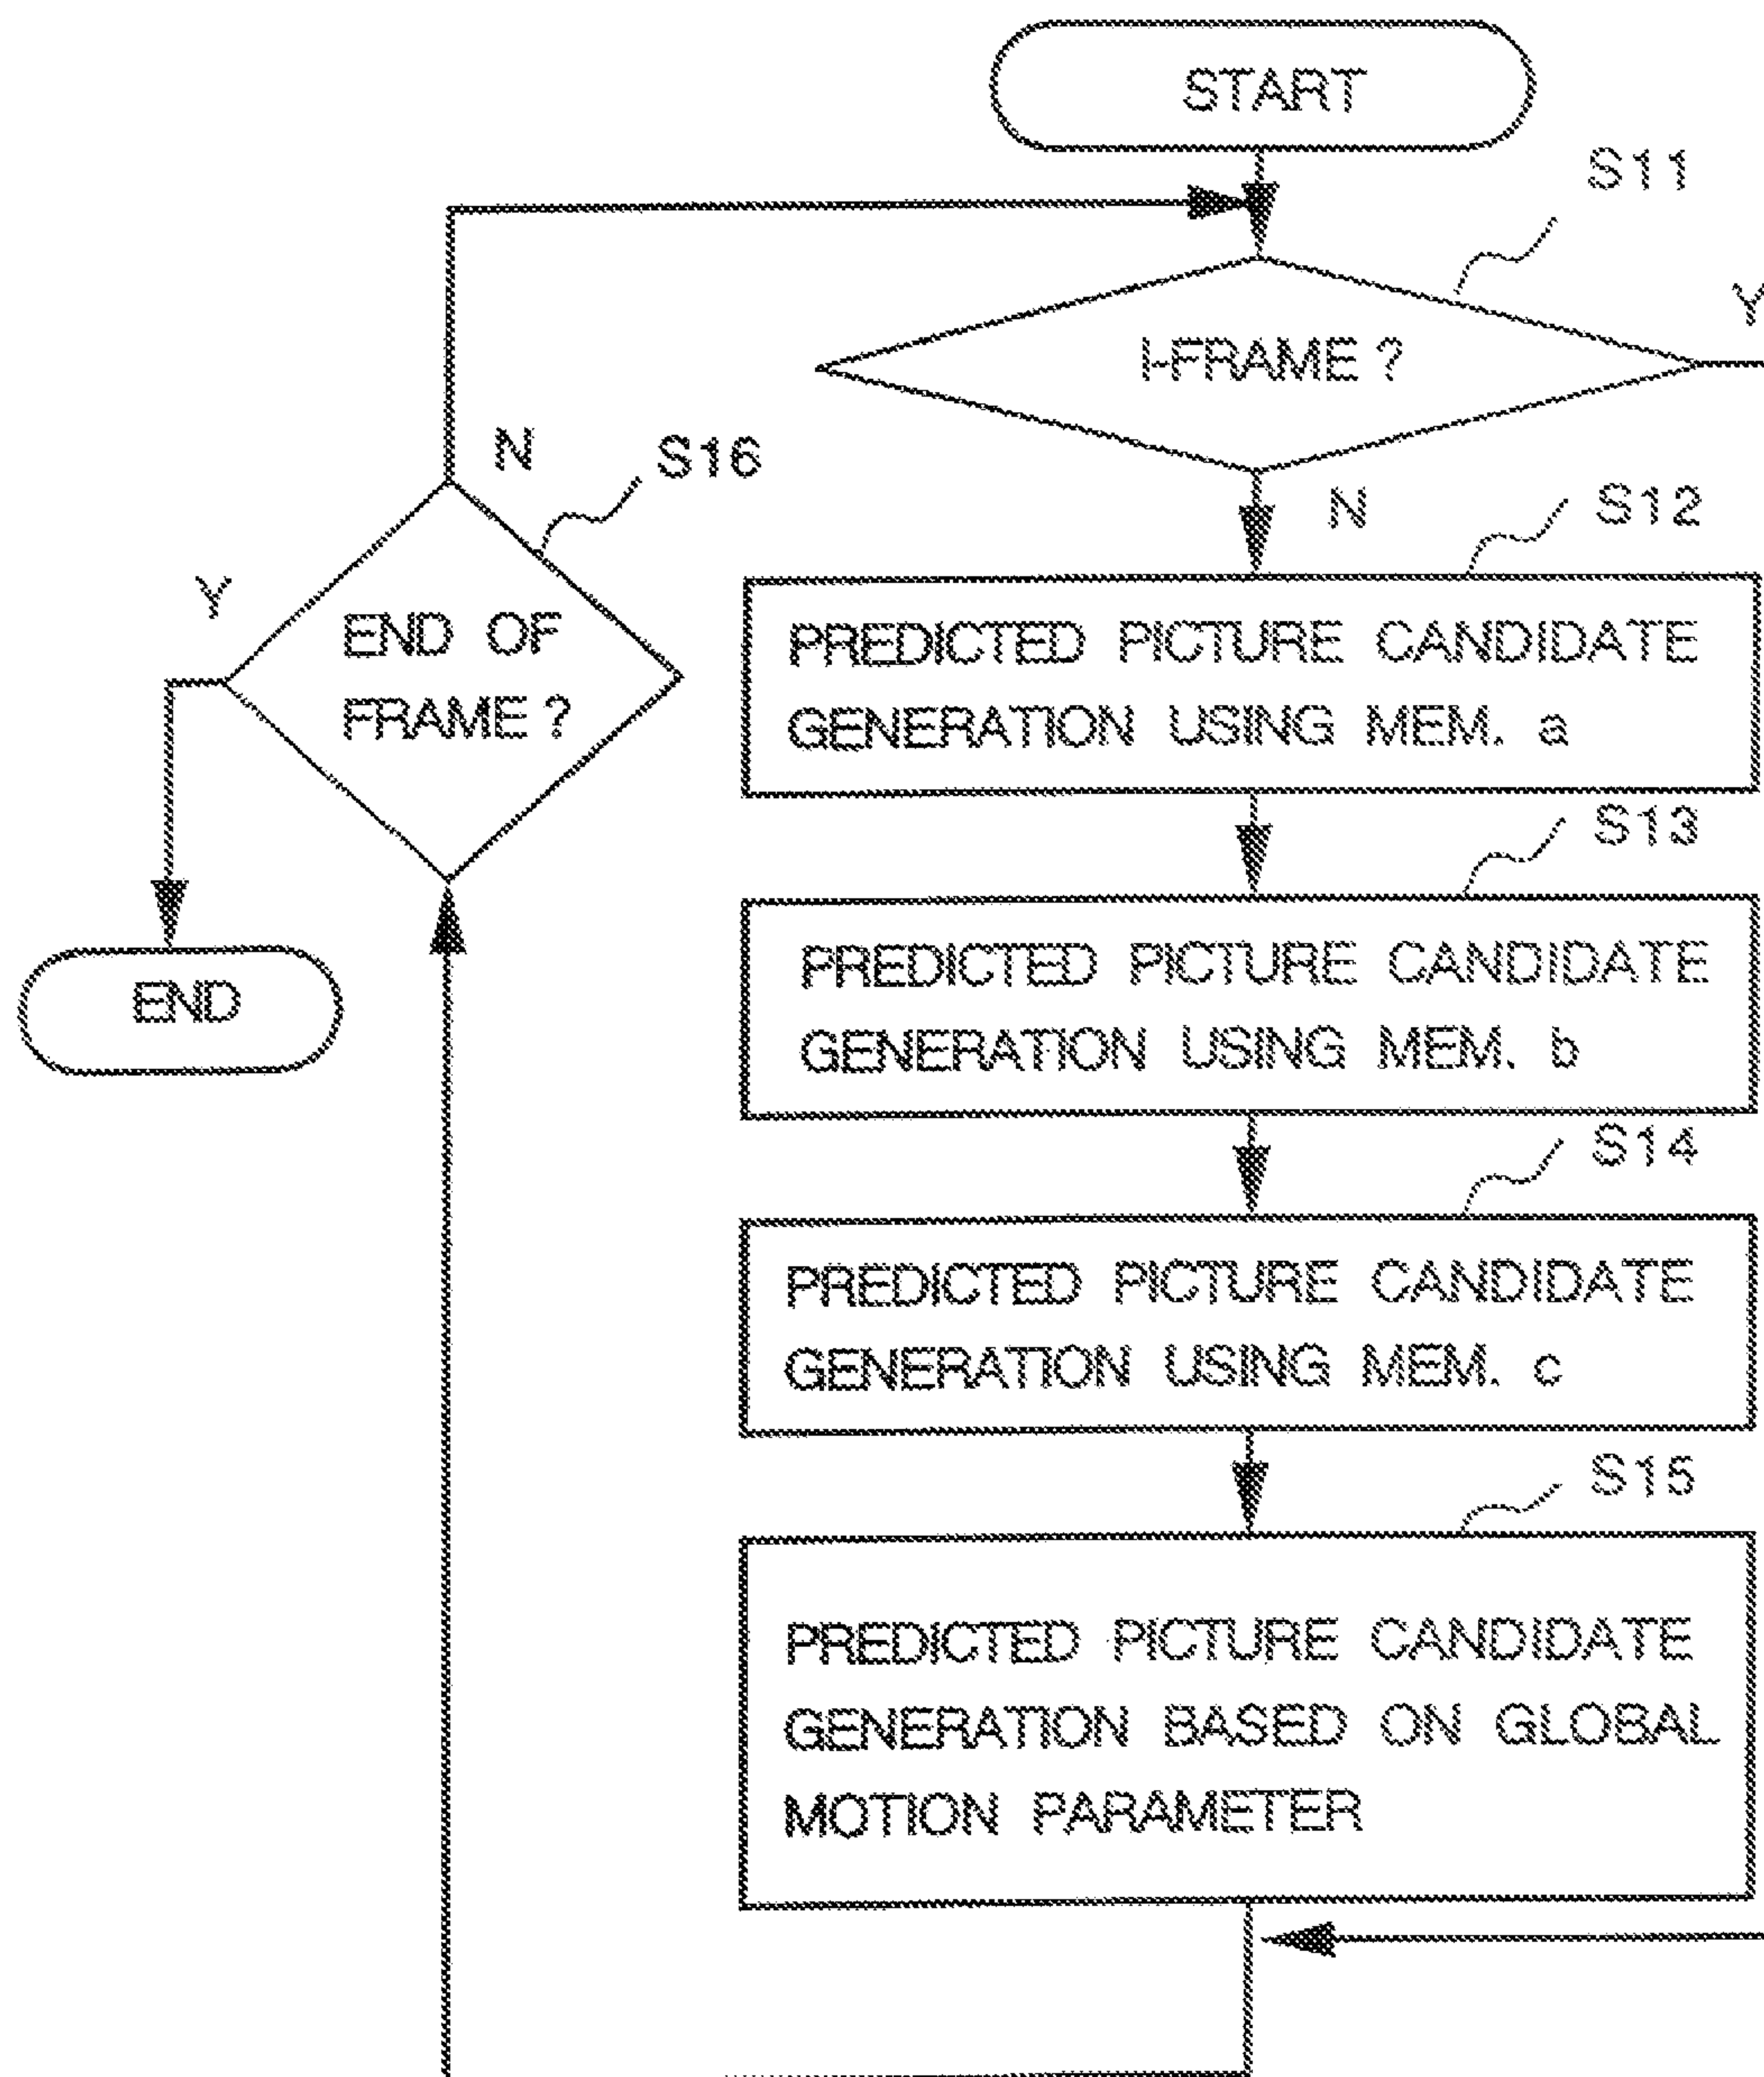 START
S11
I-FRAME ?
Y
N
S16
N
S12
Y
END OF
FRAME ?
PREDICTED PICTURE CANDIDATE
GENERATION USING MEM. a
S13
END
PREDICTED PICTURE CANDIDATE
GENERATION USING MEM. b
S14
PREDICTED PICTURE CANDIDATE
GENERATION USING MEM. c
S15
PREDICTED PICTURE CANDIDATE
GENERATION BASED ON GLOBAL
MOTION PARAMETER